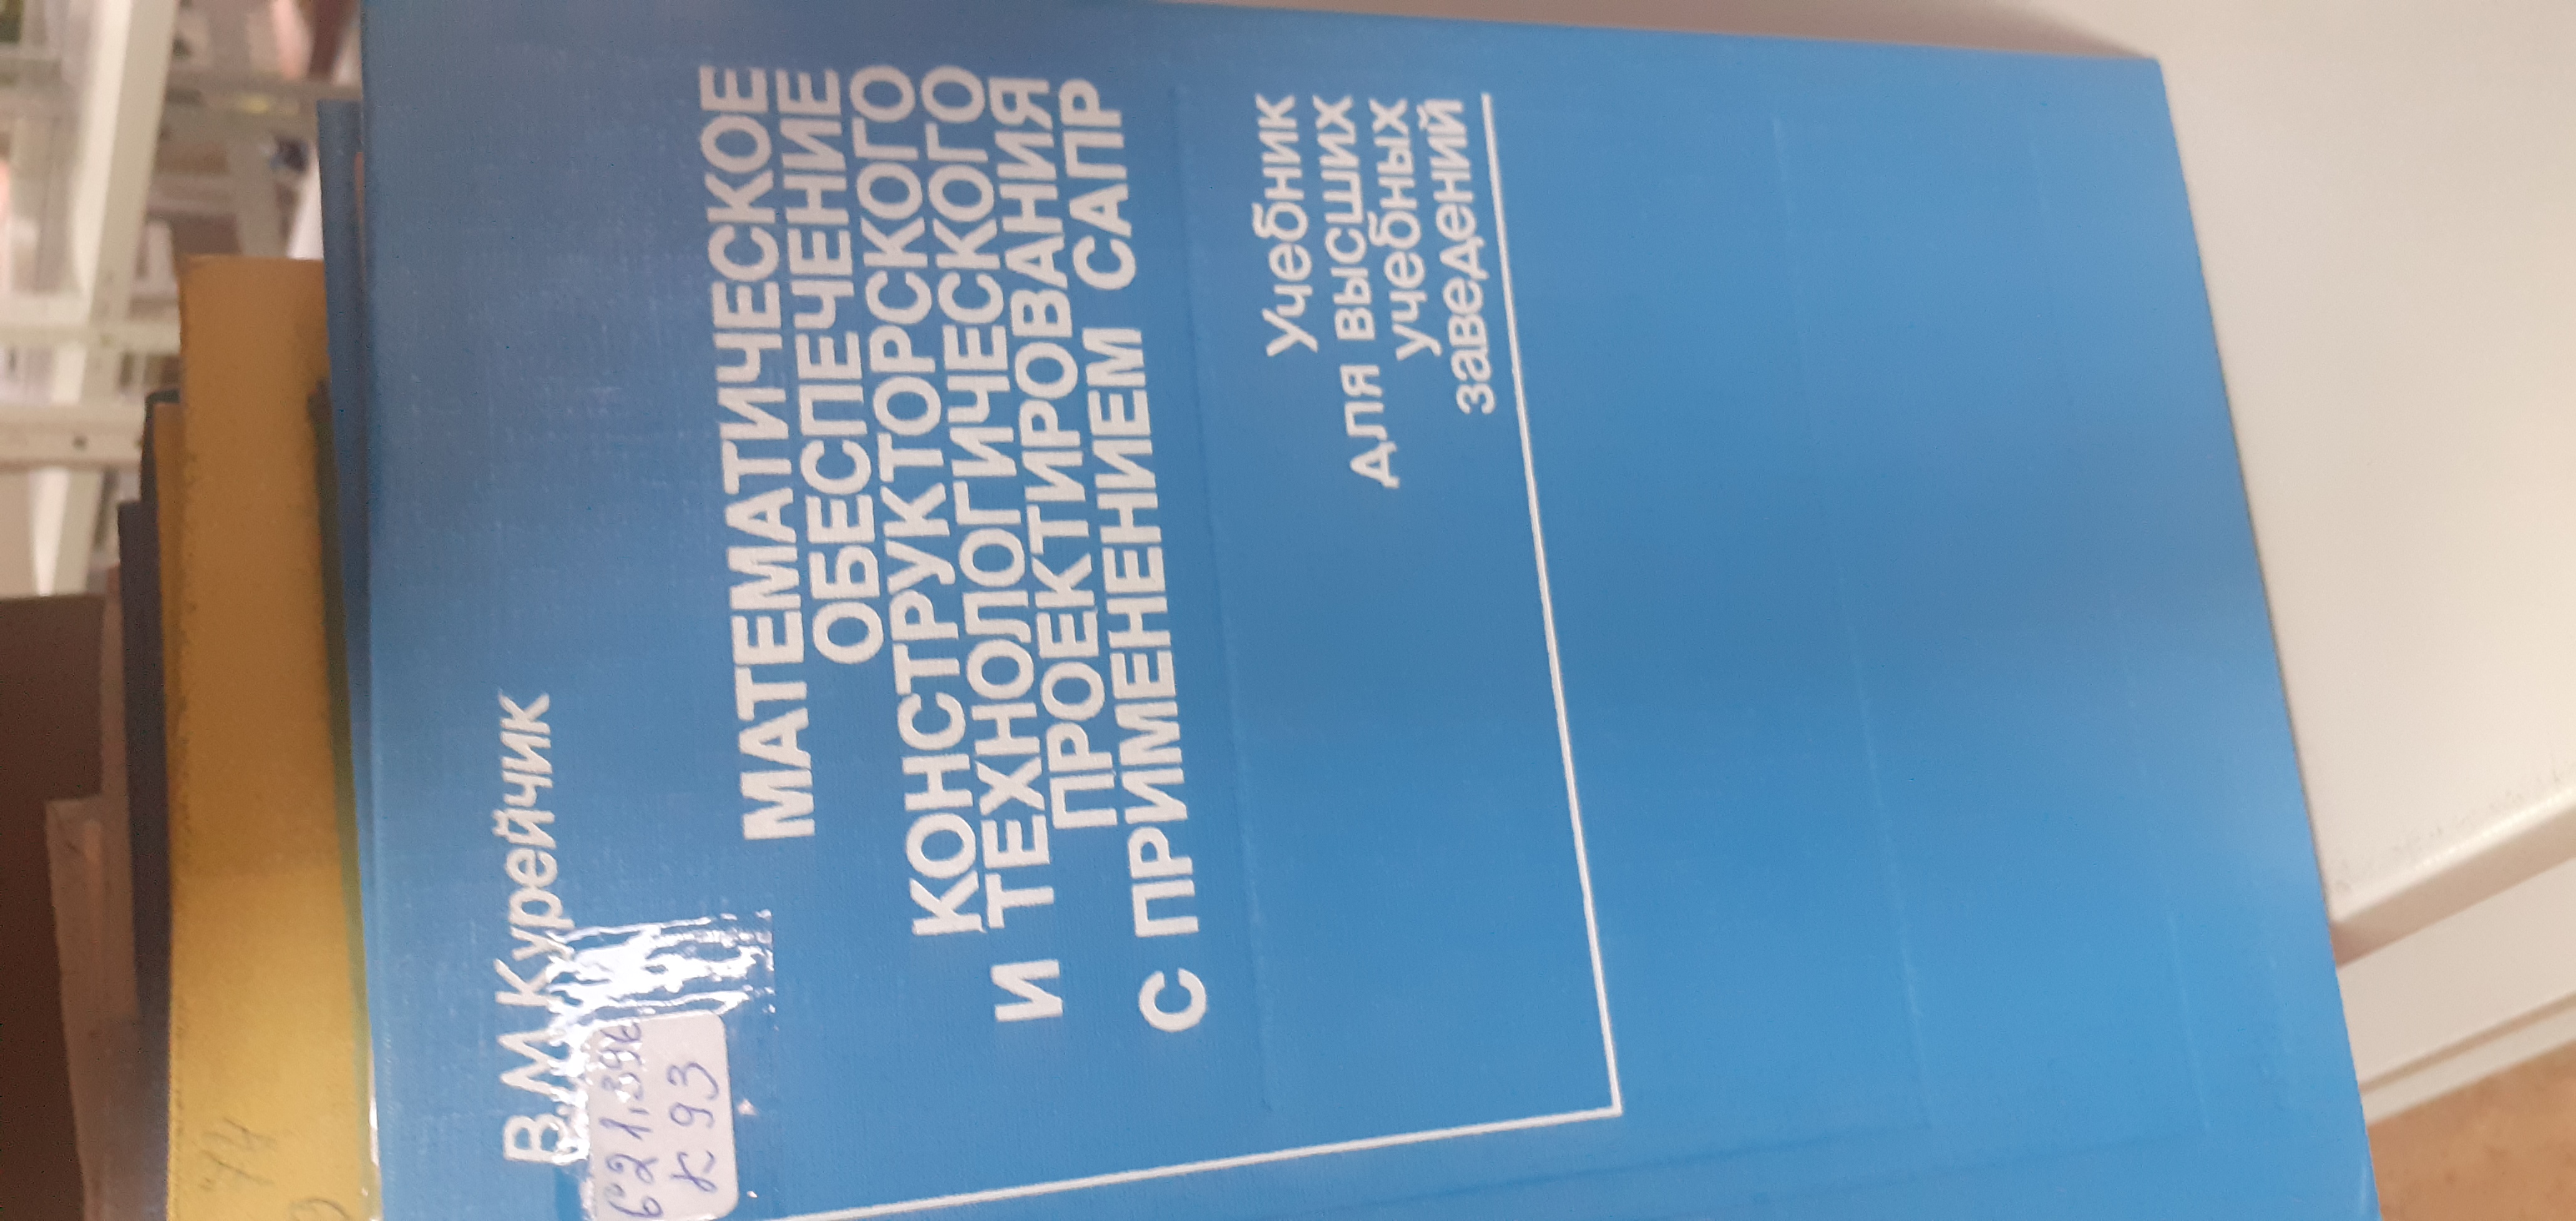 В.М.Курейчик
МАТЕМАТИЧЕСКОЕ
ОБЕСПЕЧЕНИЕ
КОНСТРУКТОРСКОГО
И ТЕХНОЛОГИЧЕСКОГО
ПРОЕКТИРОВАНИЯ
С ПРИМЕНЕНИЕМ САПР
Учебник
для высших
учебных
заведений
621.396
К 93